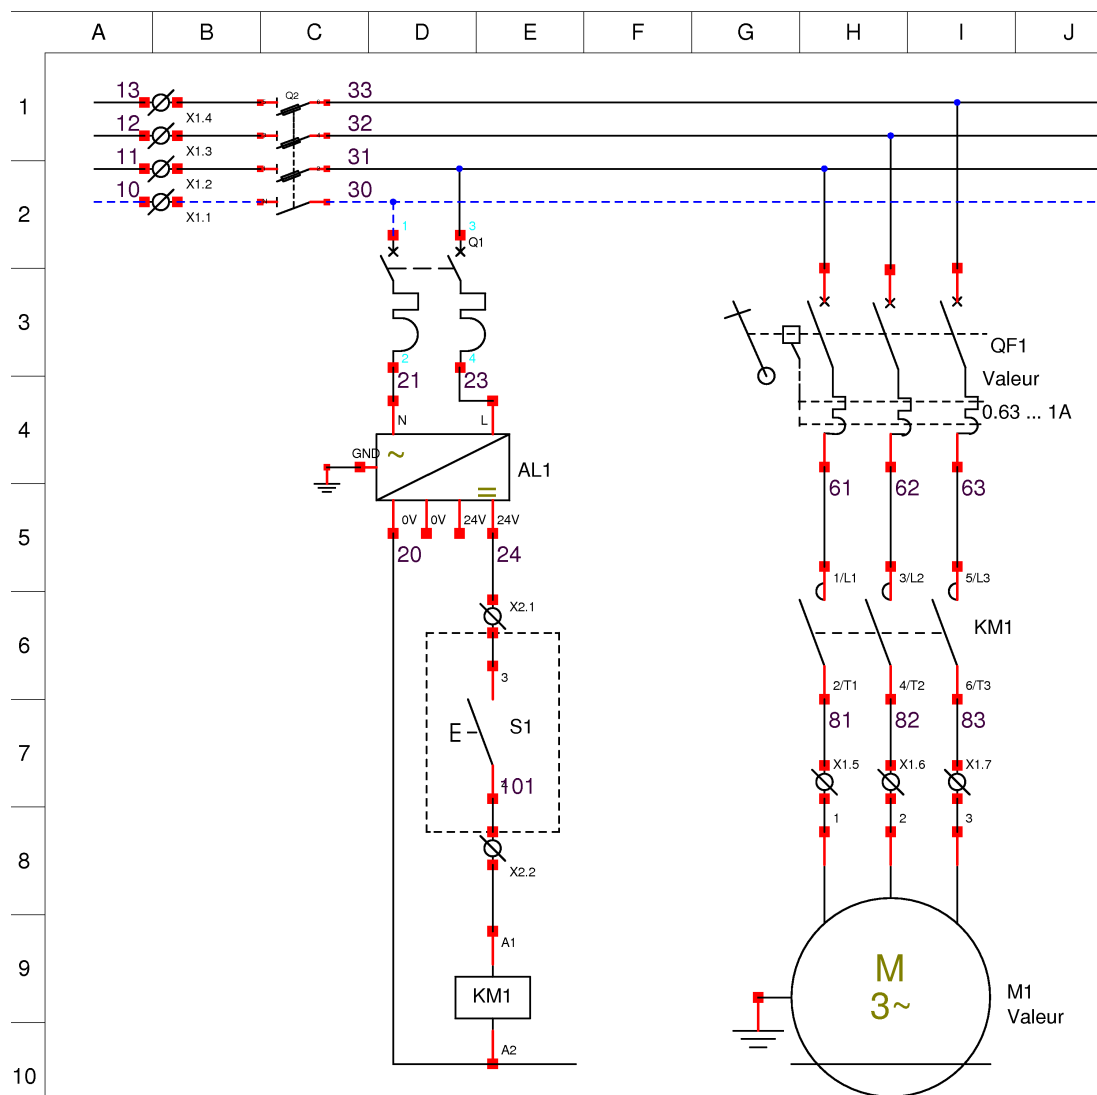 A B C D E F G H I J
1
13 Q2 33
X1.4
12 32
X1.3
11 31
X1.2
10 30
X1.1
2
1 3
Q1
3
QF1
Valeur
0.63 ... 1A
2 4
21 23
4
N L
GND ~
AL1
=
61 62 63
5
0V 0V 24V 24V
20 24
1/L1 3/L2 5/L3
X2.1
KM1
6
3
2/T1 4/T2 6/T3
81 82 83
S1
7
X1.5 X1.6 X1.7
101
1 2 3
8
X2.2
A1
9
M
3~
KM1
M1
Valeur
A2
10